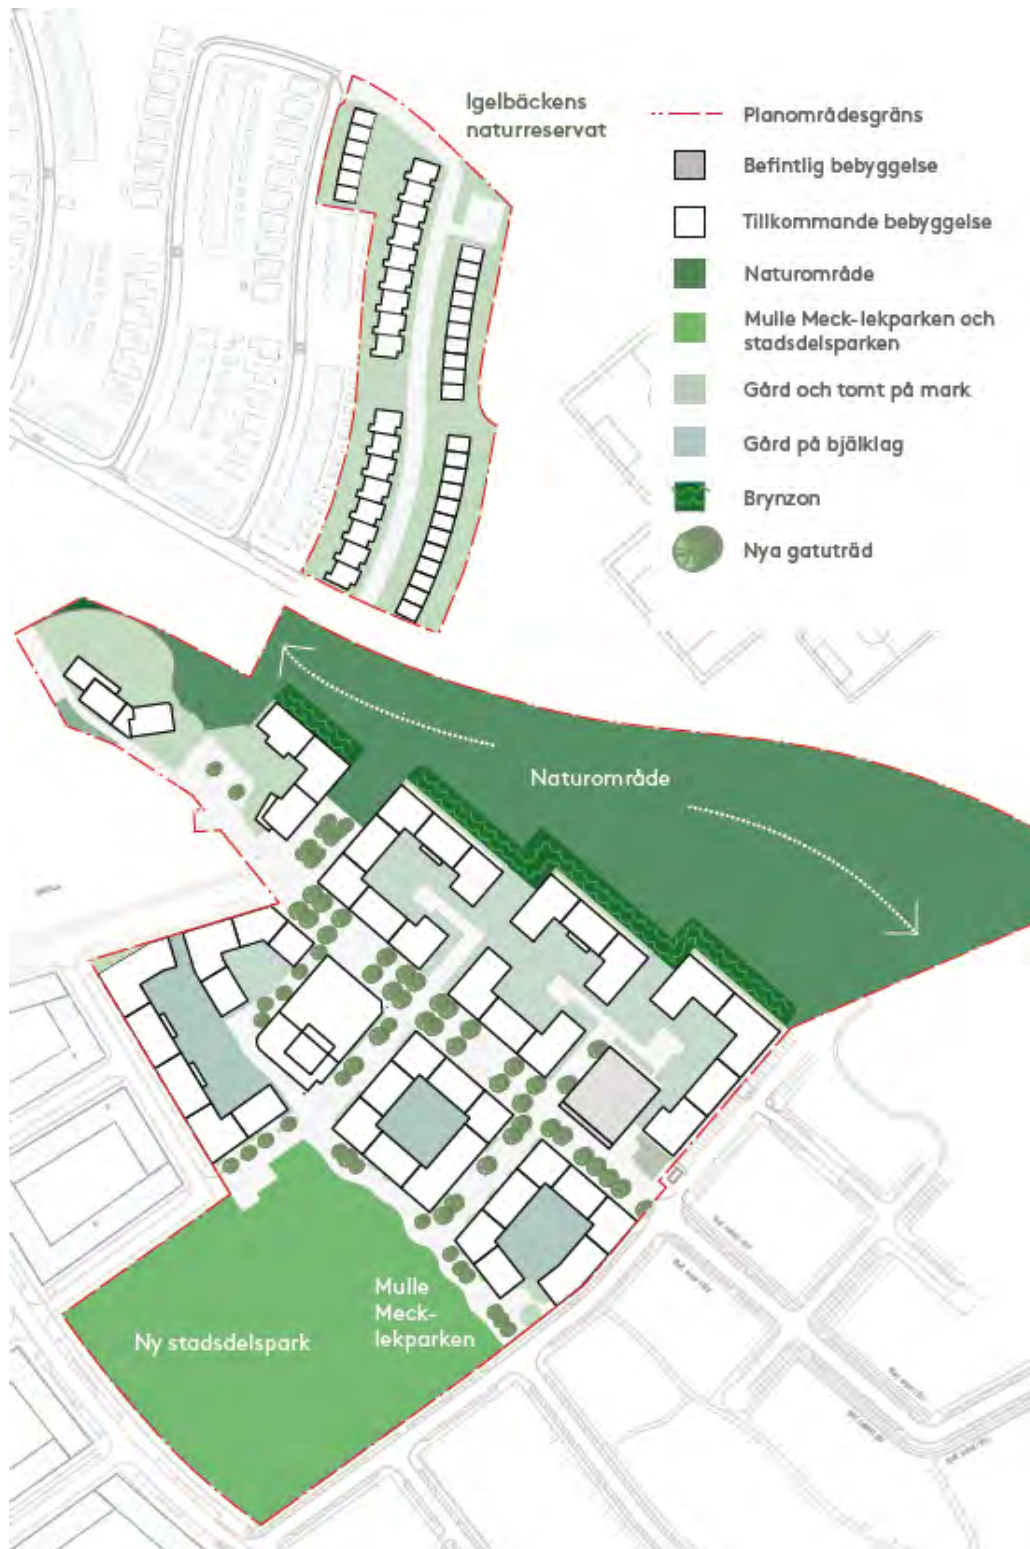 Igelbäckens
naturreservat
Planområdesgräns
Befintlig bebyggelse
Tillkommande bebyggelse
Naturområde
Mulle Meck-lekparken och
stadsdelsparken
Gård och tomt på mark
Gård på bjälklag
Brynzon
Nya gatuträd
Naturområde
Mulle
Meck-
lekparken
Ny stadsdelspark